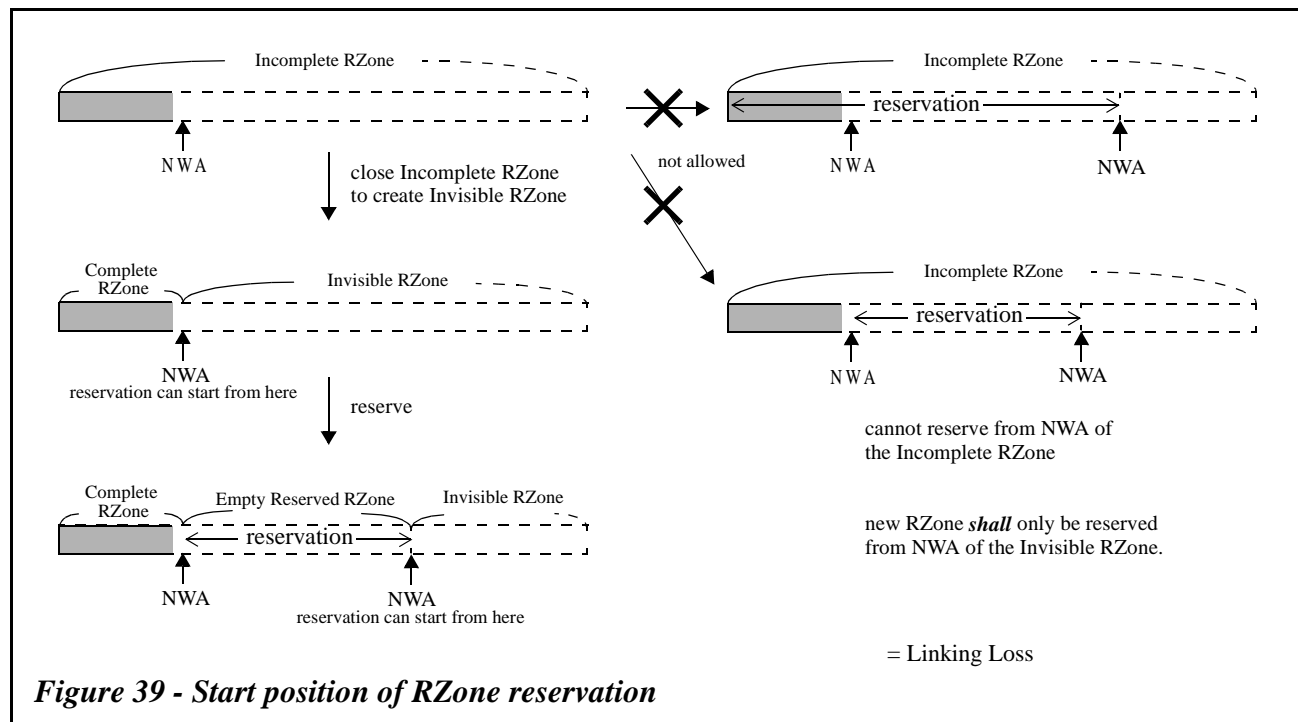 Incomplete RZone
NWA
close Incomplete RZone
to create Invisible RZone
Complete
RZone
Invisible RZone
NWA
reservation can start from here
reserve
Complete
RZone
Empty Reserved RZone
Invisible RZone
reservation
NWA
NWA
reservation can start from here
not allowed
Incomplete RZone
reservation
NWA
NWA
Incomplete RZone
reservation
NWA
NWA
cannot reserve from NWA of
the Incomplete RZone
new RZone shall only be reserved
from NWA of the Invisible RZone.
= Linking Loss
Figure 39 - Start position of RZone reservation